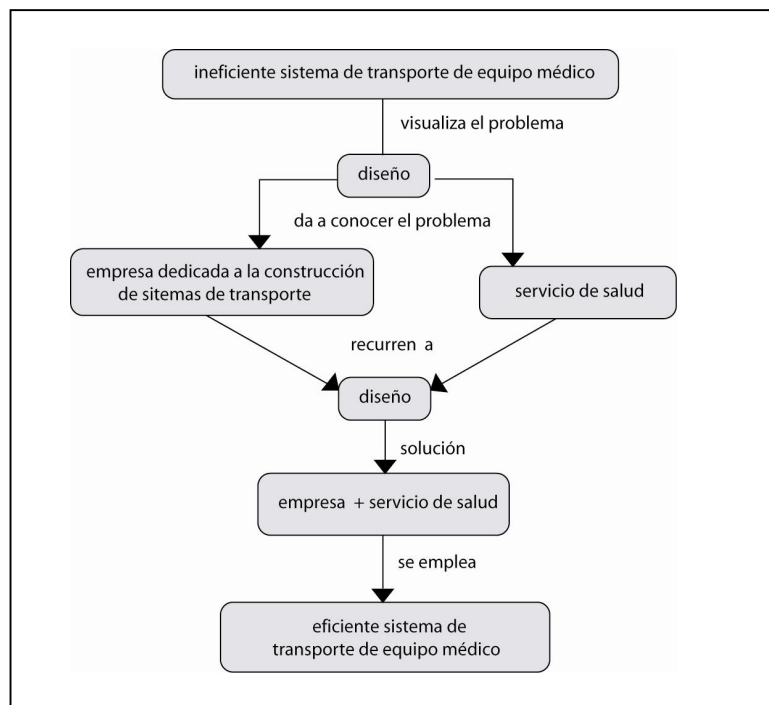 ineficiente sistema de transporte de equipo médico
visualiza el problema
diseño
da a conocer el problema
empresa dedicada a la construcción
de sitemas de transporte
servicio de salud
recurren a
diseño
solución
empresa + servicio de salud
se emplea
eficiente sistema de
transporte de equipo médico